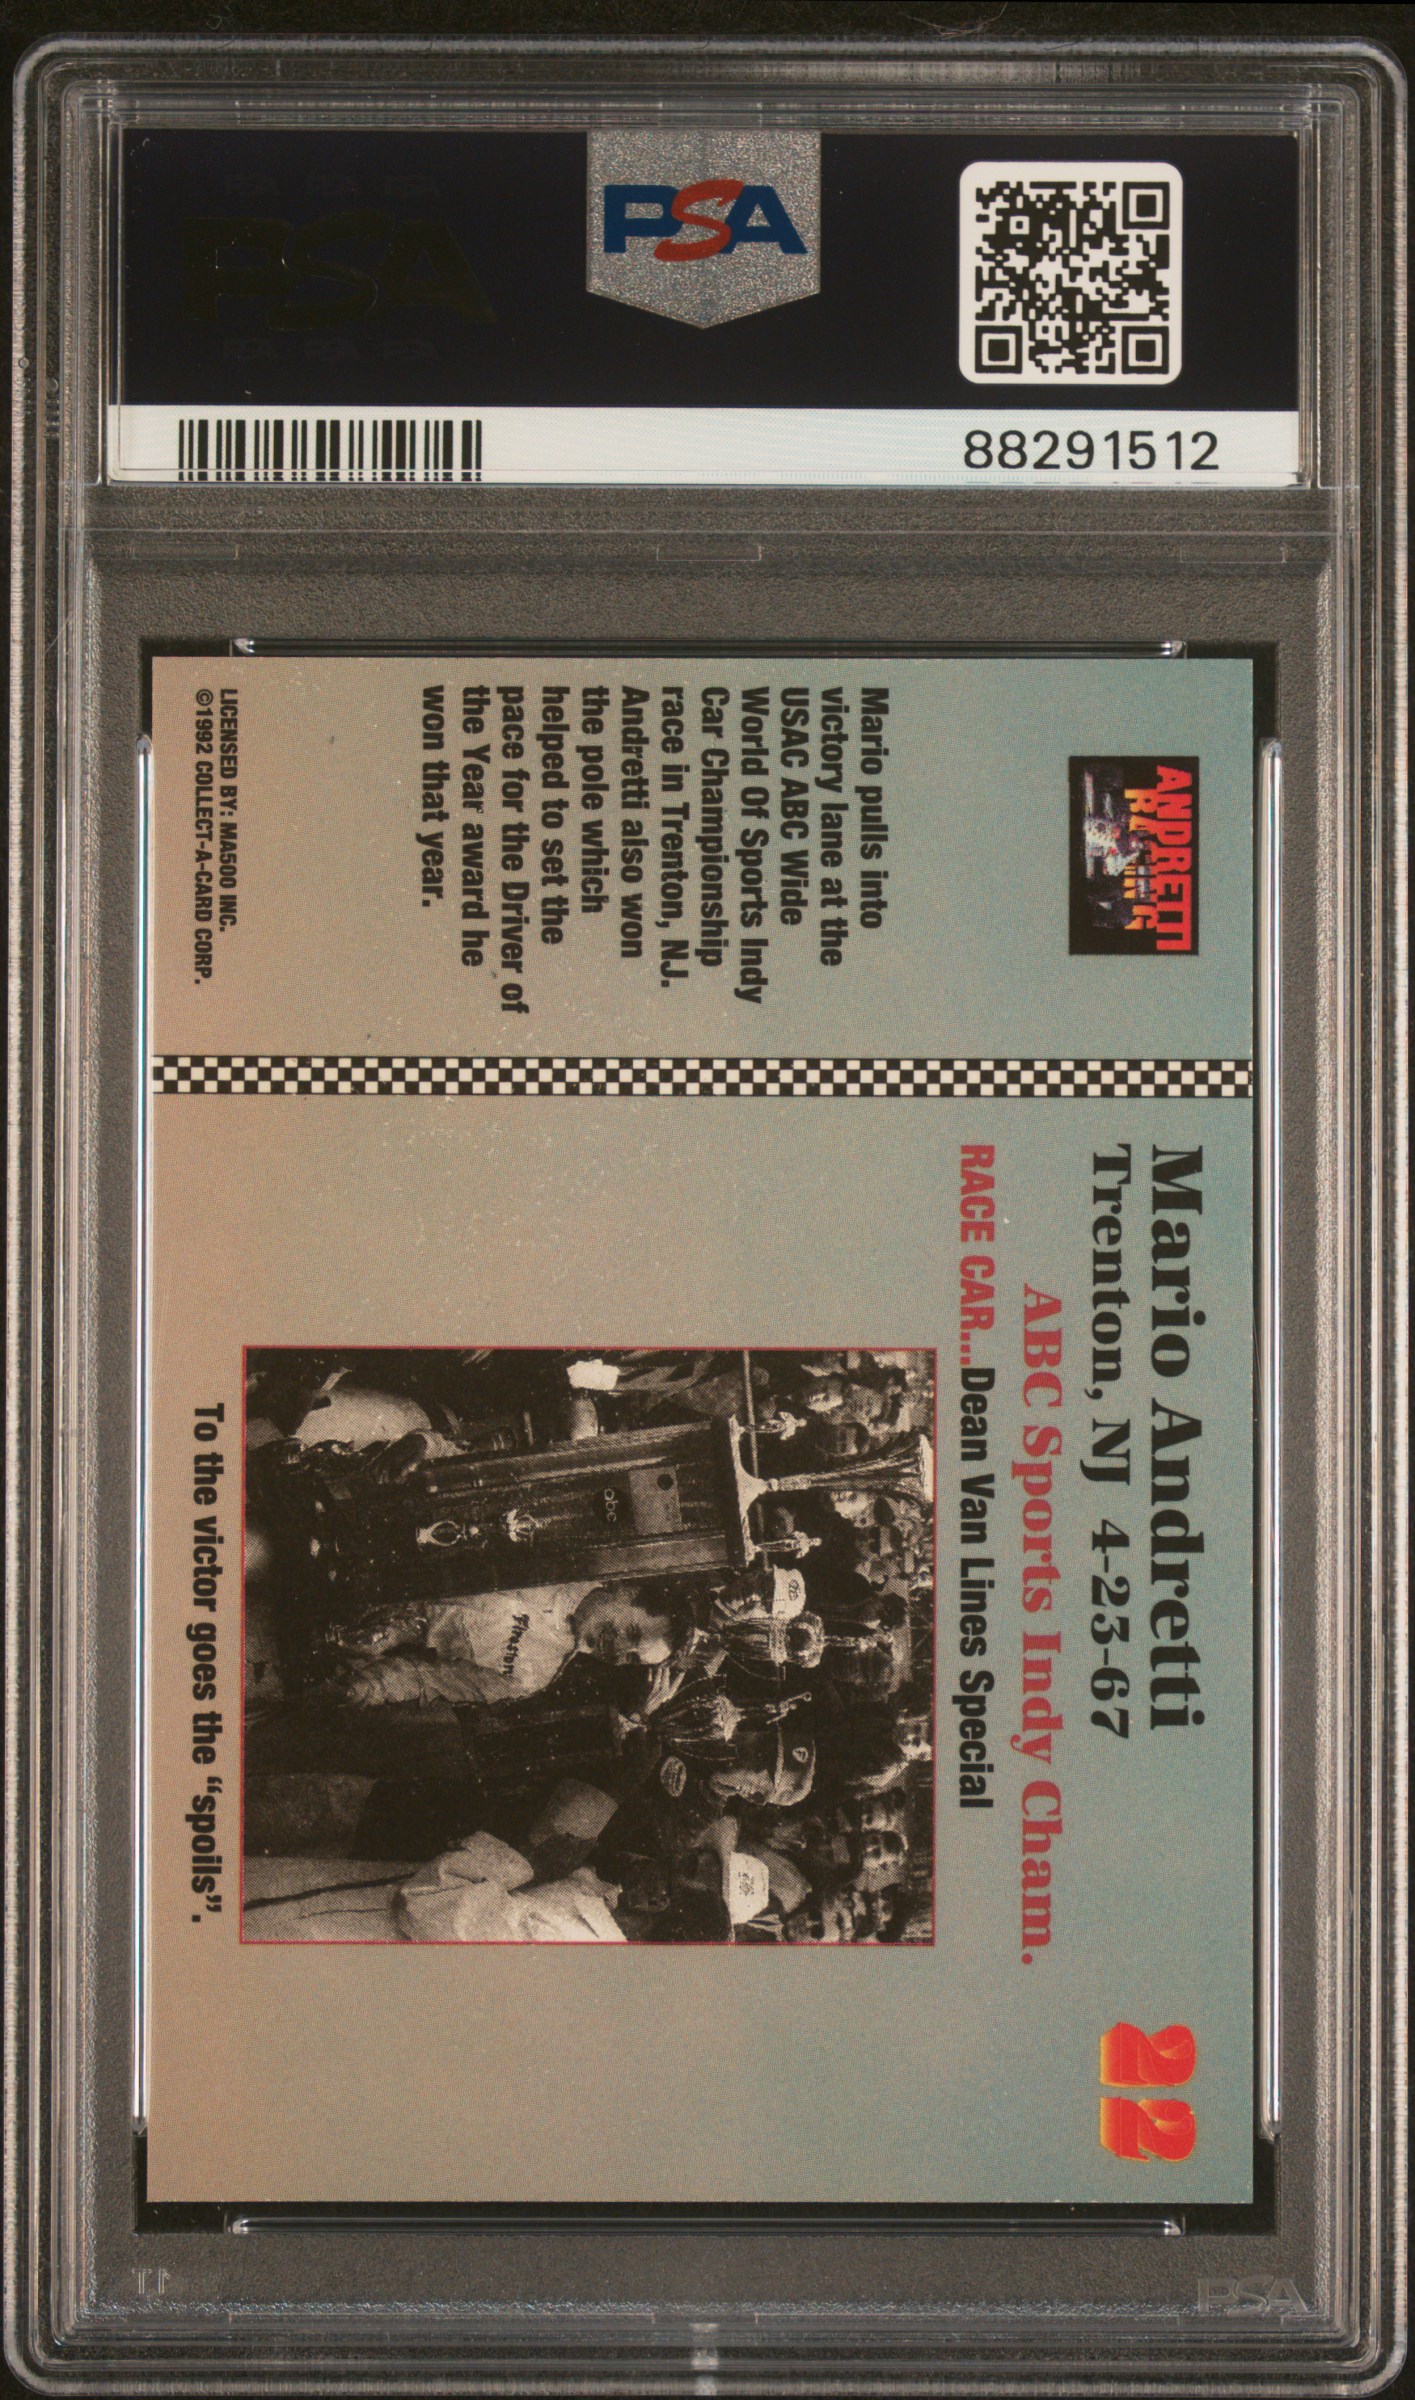 PSA
88291512
ANDRETTI
RACING
Mario pulls into
victory lane at the
USAC ABC Wide
World Of Sports Indy
Car Championship
race in Trenton, NJ.
Andretti also won
the pole which
helped to set the
pace for the Driver of
the Year award he
won that year.
LICENSED BY: MA500 INC.
©1992 COLLECT-A-CARD CORP.
Mario Andretti
Trenton, NJ 4-23-67
ABC Sports Indy Cham.
RACE CAR...Dean Van Lines Special
22
abc
Firestone
To the victor goes the “spoils”.
PSA